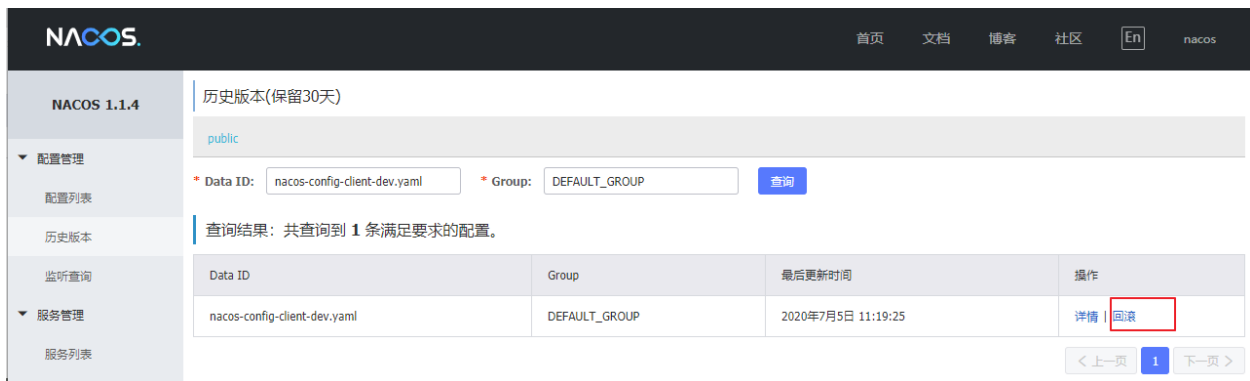 NACOS.
首页 文档 博客 社区 En nacos
NACOS 1.1.4
历史版本(保留30天)
public
配置管理
* Data ID: nacos-config-client-dev.yaml * Group: DEFAULT_GROUP 查询
配置列表
历史版本
查询结果：共查询到 1 条满足要求的配置。
监听查询
Data ID Group 最后更新时间 操作
服务管理
nacos-config-client-dev.yaml DEFAULT_GROUP 2020年7月5日 11:19:25 详情 | 回滚
服务列表
< 上一页 1 下一页 >